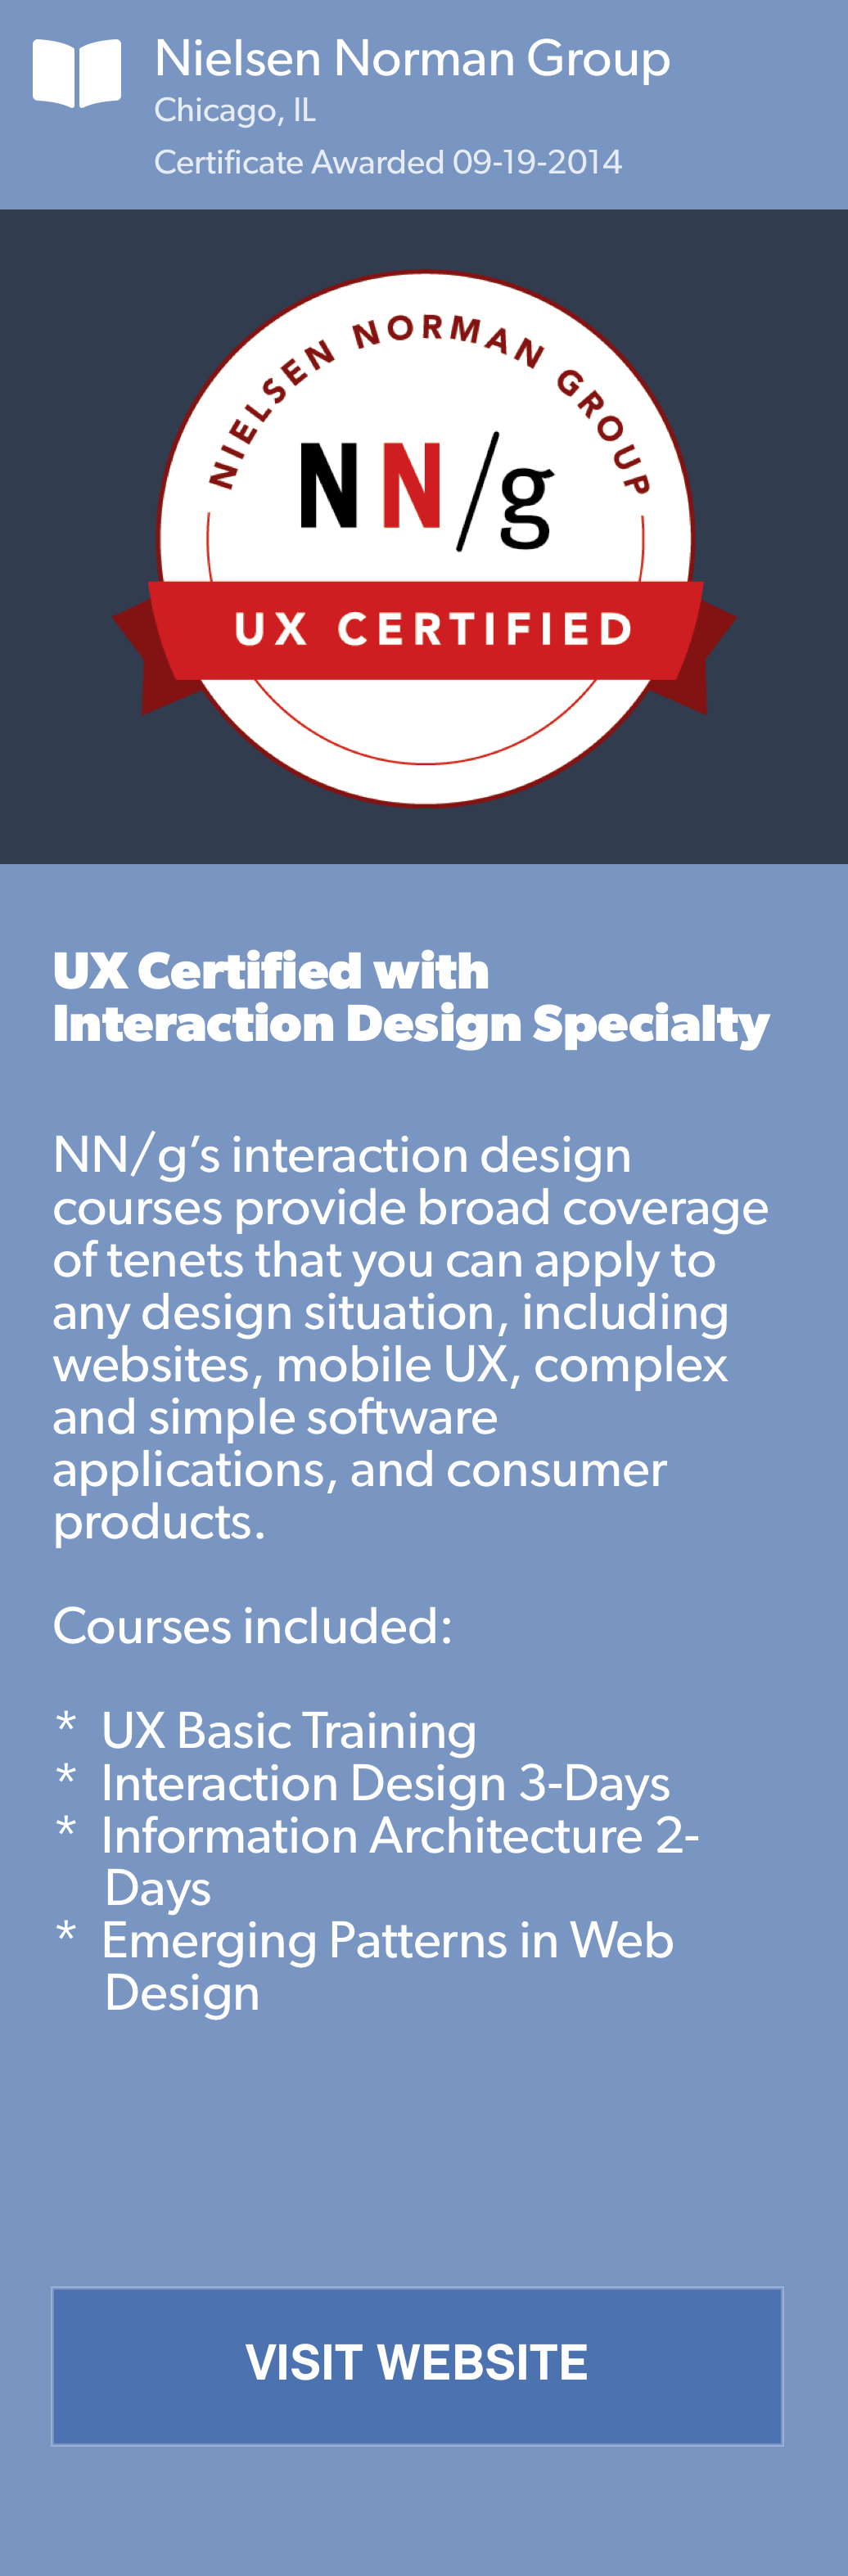 Nielsen Norman Group
Chicago, IL
Certificate Awarded 09-19-2014
NIELSEN NORMAN GROUP
NN/g
UX CERTIFIED
UX Certified with
Interaction Design Specialty
NN/g’s interaction design
courses provide broad coverage
of tenets that you can apply to
any design situation, including
websites, mobile UX, complex
and simple software
applications, and consumer
products.
Courses included:
* UX Basic Training
* Interaction Design 3-Days
* Information Architecture 2-
Days
* Emerging Patterns in Web
Design
VISIT WEBSITE